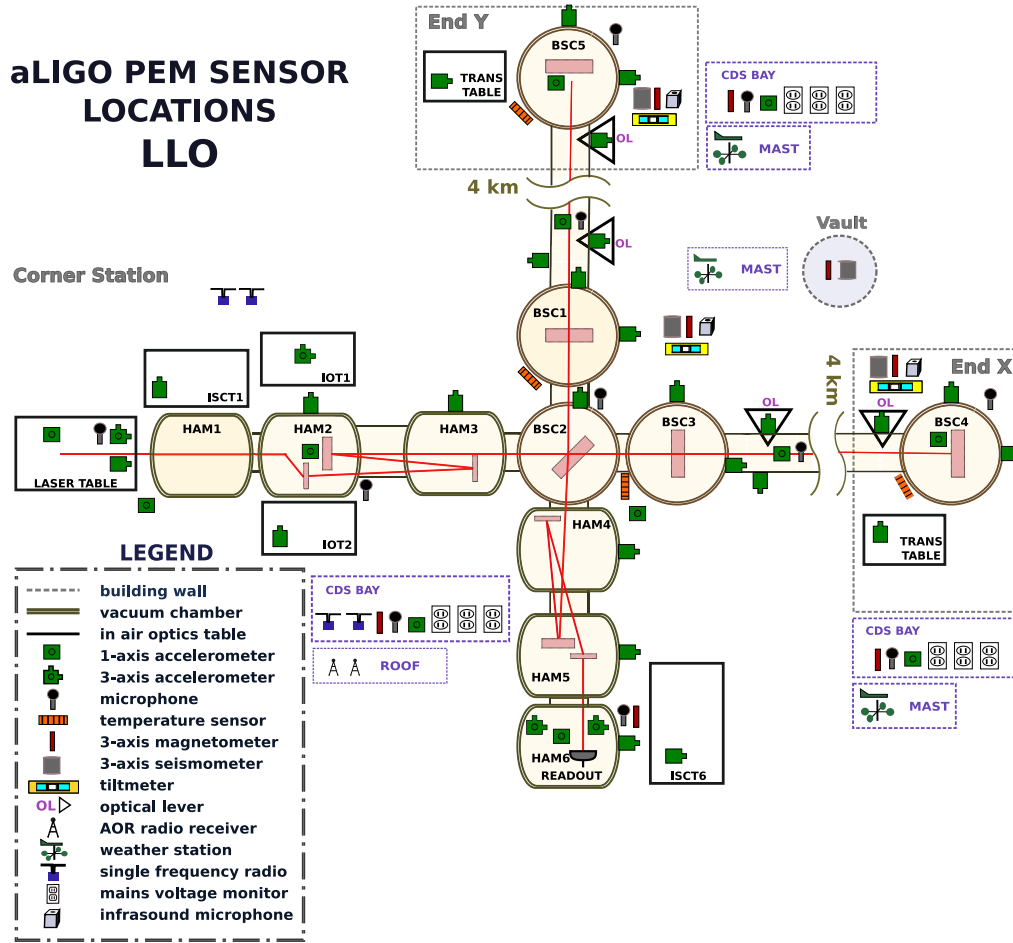 aLIGO PEM SENSOR
LOCATIONS
LLO
End Y
BSC5
TRANS
TABLE
OL
CDS BAY
MAST
4 km
OL
Vault
MAST
Corner Station
BSC1
IOT1
ISCT1
4 km
End X
OL
OL
HAM1
HAM2
HAM3
BSC2
BSC3
BSC4
LASER TABLE
IOT2
HAM4
TRANS
TABLE
LEGEND
building wall
vacuum chamber
in air optics table
1-axis accelerometer
3-axis accelerometer
microphone
temperature sensor
3-axis magnetometer
3-axis seismometer
tiltmeter
OL optical lever
AOR radio receiver
weather station
single frequency radio
mains voltage monitor
infrasound microphone
CDS BAY
ROOF
HAM5
HAM6
READOUT
ISCT6
CDS BAY
MAST